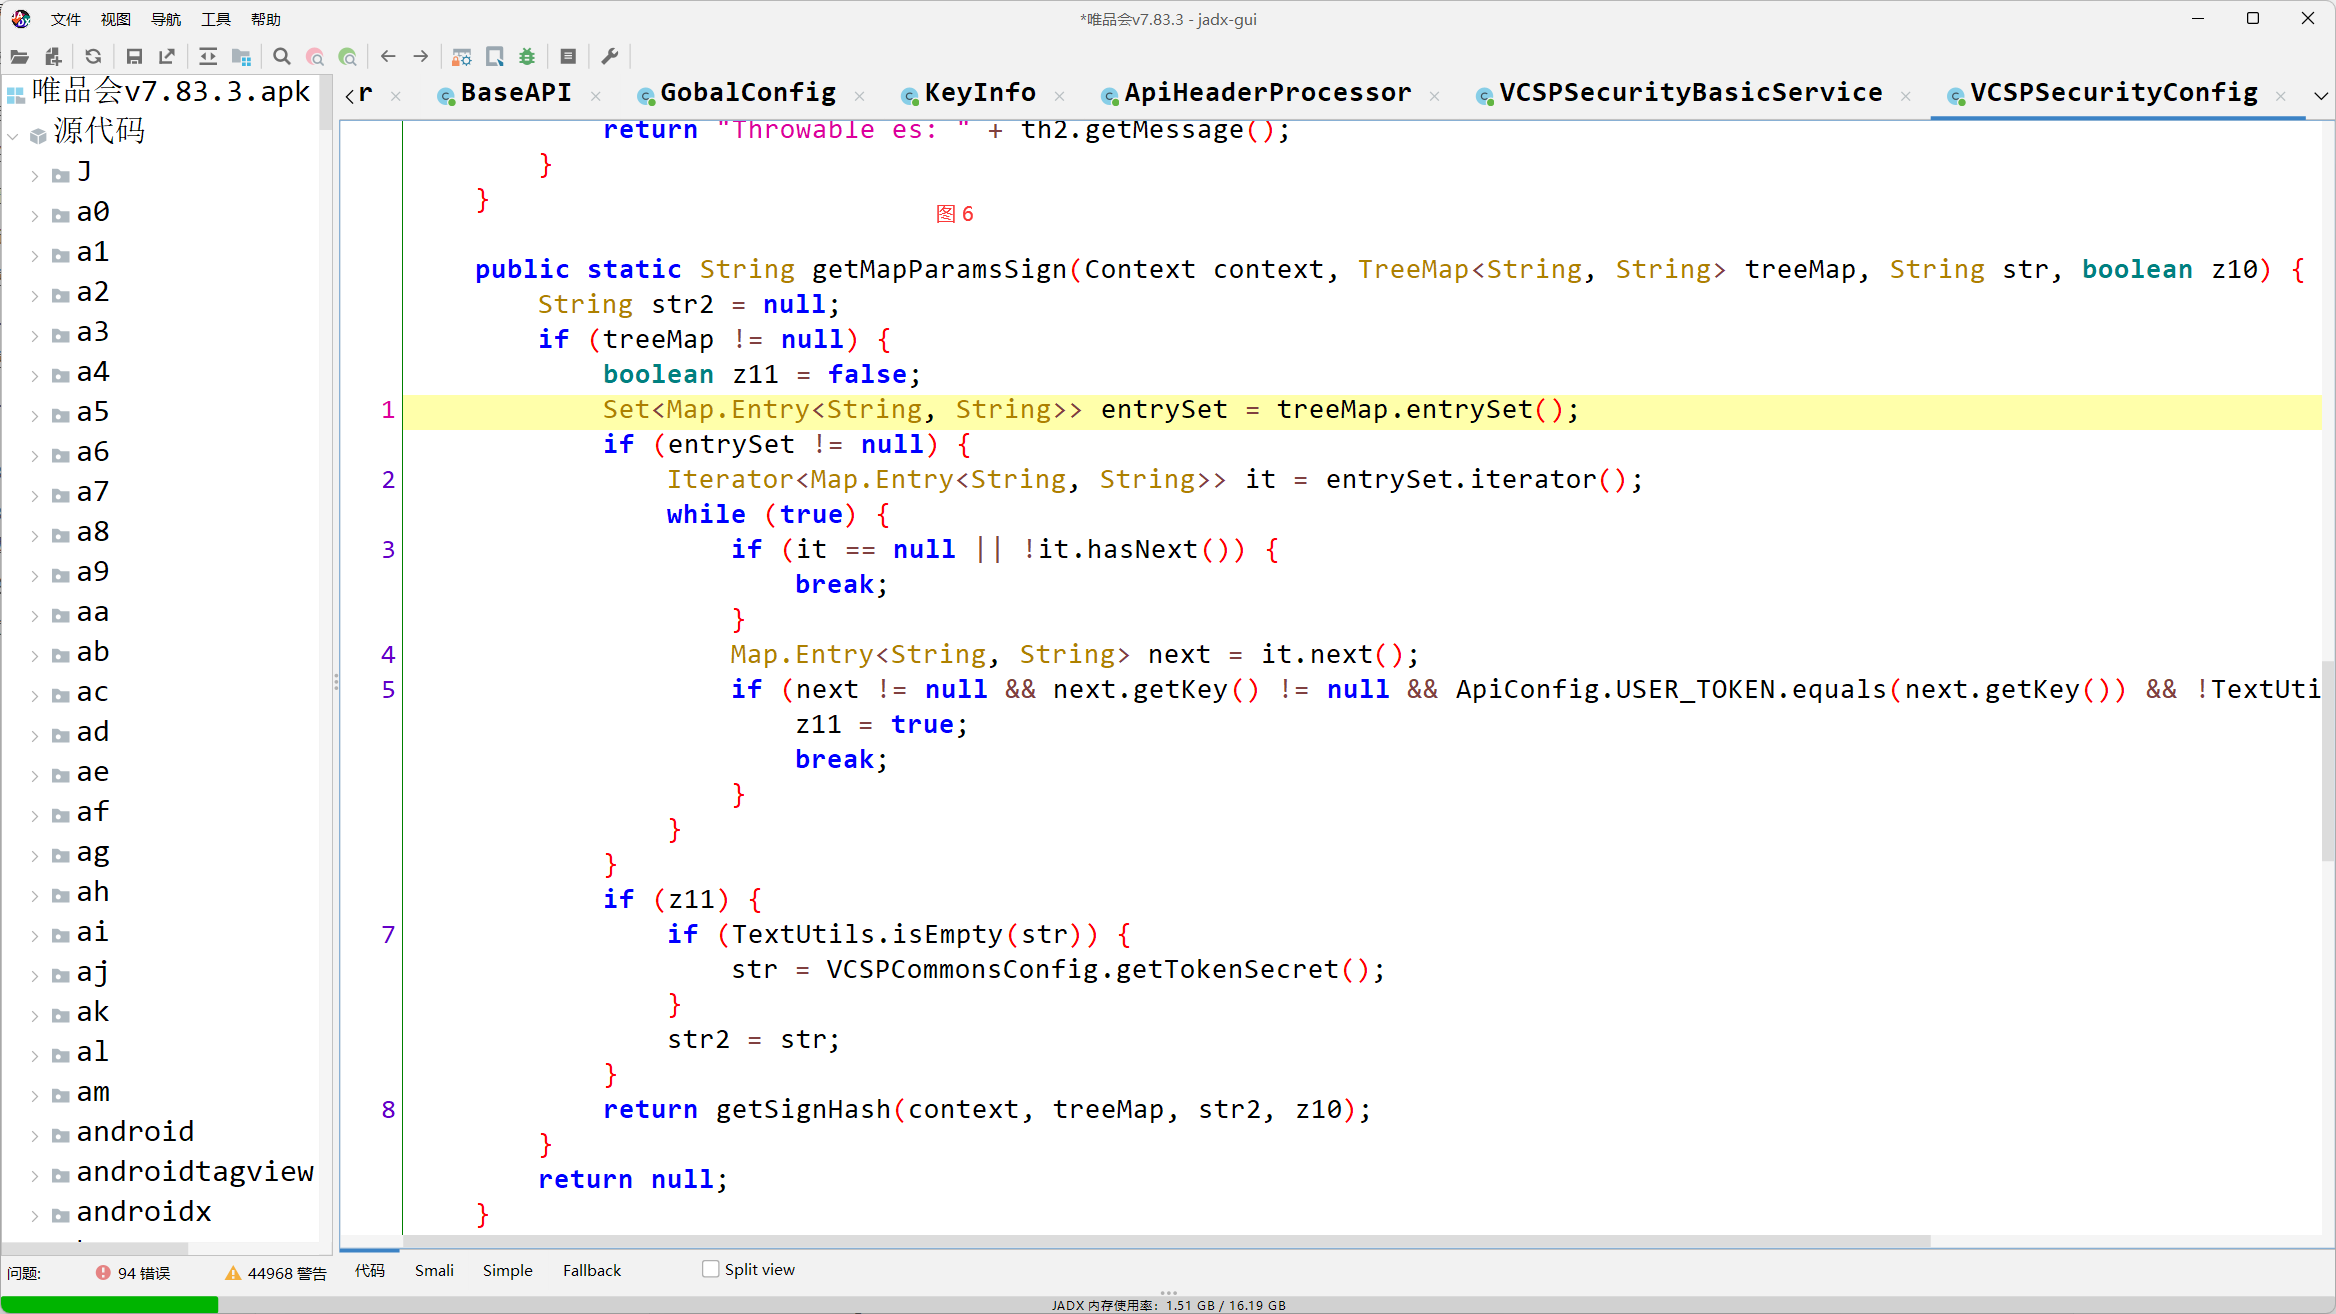 文件 视图 导航 工具 帮助
*唯品会v7.83.3 - jadx-gui
唯品会v7.83.3.apk
源代码
J
a0
a1
a2
a3
a4
a5
a6
a7
a8
a9
aa
ab
ac
ad
ae
af
ag
ah
ai
aj
ak
al
am
android
androidtagview
androidx
r BaseAPI GobalConfig KeyInfo ApiHeaderProcessor VCSPSecurityBasicService VCSPSecurityConfig
return "Throwable es: " + th2.getMessage();
}
}
图 6
public static String getMapParamsSign(Context context, TreeMap<String, String> treeMap, String str, boolean z10) {
String str2 = null;
if (treeMap != null) {
boolean z11 = false;
1 Set<Map.Entry<String, String>> entrySet = treeMap.entrySet();
if (entrySet != null) {
2 Iterator<Map.Entry<String, String>> it = entrySet.iterator();
while (true) {
3 if (it == null || !it.hasNext()) {
break;
}
4 Map.Entry<String, String> next = it.next();
5 if (next != null && next.getKey() != null && ApiConfig.USER_TOKEN.equals(next.getKey()) && !TextUti
z11 = true;
break;
}
}
}
if (z11) {
7 if (TextUtils.isEmpty(str)) {
str = VCSPCommonsConfig.getTokenSecret();
}
str2 = str;
}
8 return getSignHash(context, treeMap, str2, z10);
}
return null;
}
问题: 94 错误 44968 警告
代码 Smali Simple Fallback Split view
JADX 内存使用率: 1.51 GB / 16.19 GB